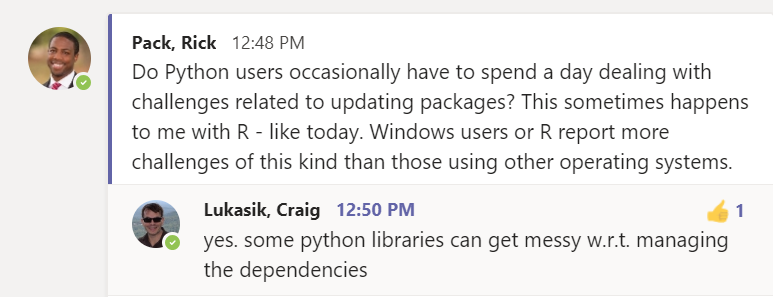 Pack, Rick 12:48 PM
Do Python users occasionally have to spend a day dealing with
challenges related to updating packages? This sometimes happens
to me with R - like today. Windows users or R report more
challenges of this kind than those using other operating systems.
Lukasik, Craig 12:50 PM 1
yes. some python libraries can get messy w.r.t. managing
the dependencies